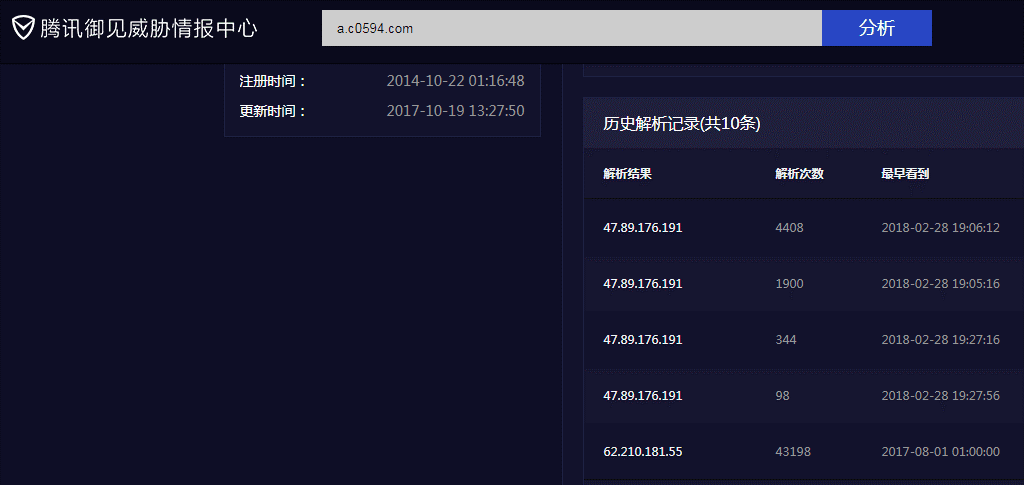 腾讯御见威胁情报中心 a.c0594.com 分析
注册时间： 2014-10-22 01:16:48
更新时间： 2017-10-19 13:27:50
历史解析记录(共10条)
解析结果 解析次数 最早看到
47.89.176.191 4408 2018-02-28 19:06:12
47.89.176.191 1900 2018-02-28 19:05:16
47.89.176.191 344 2018-02-28 19:27:16
47.89.176.191 98 2018-02-28 19:27:56
62.210.181.55 43198 2017-08-01 01:00:00